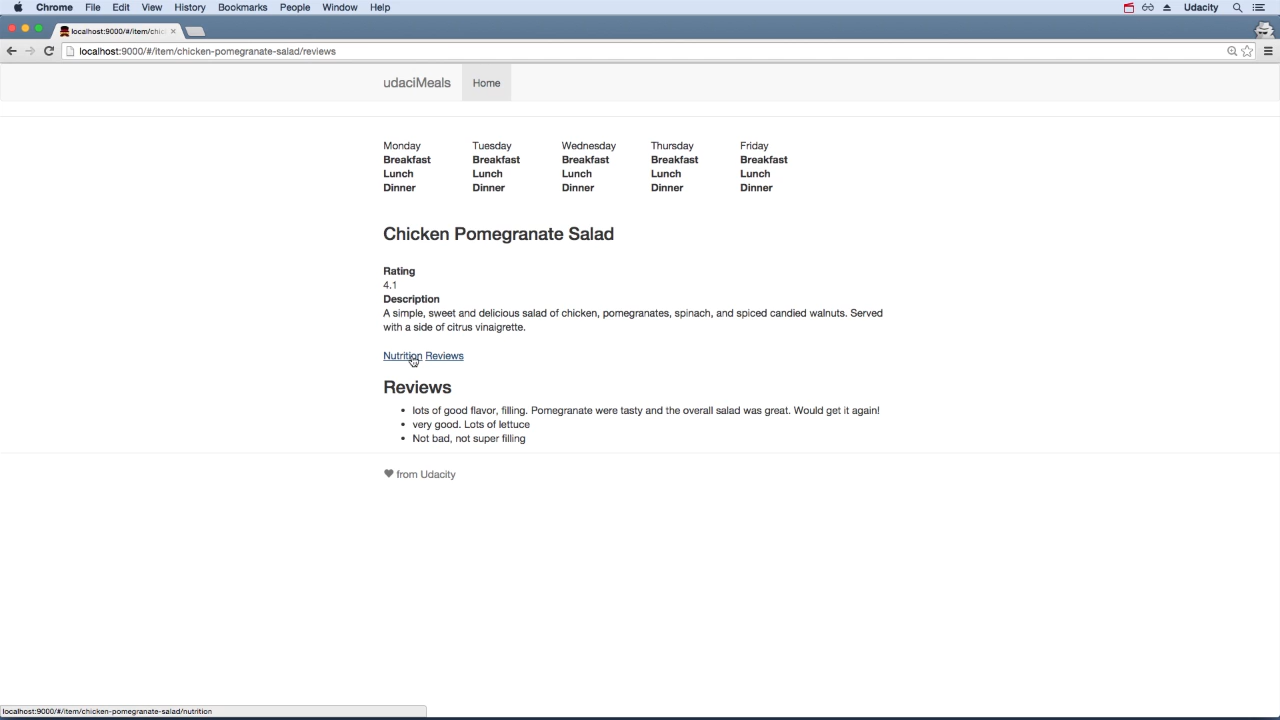 Chrome File Edit View History Bookmarks People Window Help Udacity
localhost:9000/#/item/chic
localhost:9000/#/item/chicken-pomegranate-salad/reviews
udaciMeals Home
Monday Tuesday Wednesday Thursday Friday
Breakfast Breakfast Breakfast Breakfast Breakfast
Lunch Lunch Lunch Lunch Lunch
Dinner Dinner Dinner Dinner Dinner
Chicken Pomegranate Salad
Rating
4.1
Description
A simple, sweet and delicious salad of chicken, pomegranates, spinach, and spiced candied walnuts. Served
with a side of citrus vinaigrette.
Nutrition Reviews
Reviews
• lots of good flavor, filling. Pomegranate were tasty and the overall salad was great. Would get it again!
• very good. Lots of lettuce
• Not bad, not super filling
♥ from Udacity
localhost:9000/#/item/chicken-pomegranate-salad/nutrition